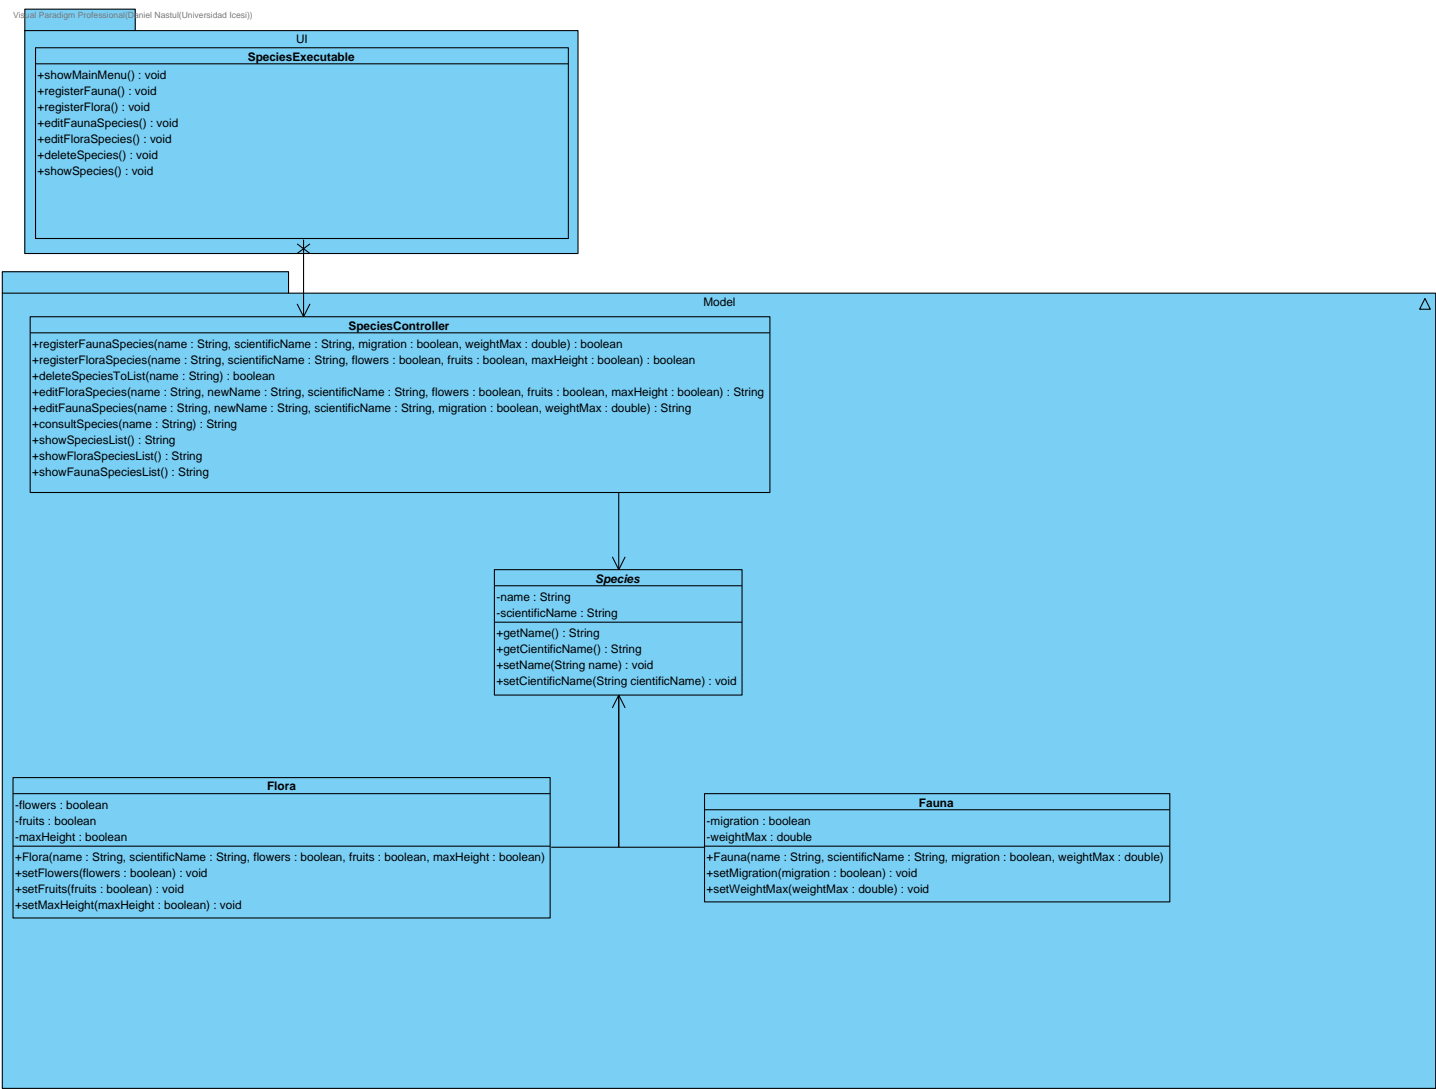 Visual Paradigm Professional(Daniel Nastul(Universidad Icesi))
UI
SpeciesExecutable
+showMainMenu() : void
+registerFauna() : void
+registerFlora() : void
+editFaunaSpecies() : void
+editFloraSpecies() : void
+deleteSpecies() : void
+showSpecies() : void
Model
SpeciesController
+registerFaunaSpecies(name : String, scientificName : String, migration : boolean, weightMax : double) : boolean
+registerFloraSpecies(name : String, scientificName : String, flowers : boolean, fruits : boolean, maxHeight : boolean) : boolean
+deleteSpeciesToList(name : String) : boolean
+editFloraSpecies(name : String, newName : String, scientificName : String, flowers : boolean, fruits : boolean, maxHeight : boolean) : String
+editFaunaSpecies(name : String, newName : String, scientificName : String, migration : boolean, weightMax : double) : String
+consultSpecies(name : String) : String
+showSpeciesList() : String
+showFloraSpeciesList() : String
+showFaunaSpeciesList() : String
Species
-name : String
-scientificName : String
+getName() : String
+getCientificName() : String
+setName(String name) : void
+setCientificName(String cientificName) : void
Flora
-flowers : boolean
-fruits : boolean
-maxHeight : boolean
+Flora(name : String, scientificName : String, flowers : boolean, fruits : boolean, maxHeight : boolean)
+setFlowers(flowers : boolean) : void
+setFruits(fruits : boolean) : void
+setMaxHeight(maxHeight : boolean) : void
Fauna
-migration : boolean
-weightMax : double
+Fauna(name : String, scientificName : String, migration : boolean, weightMax : double)
+setMigration(migration : boolean) : void
+setWeightMax(weightMax : double) : void